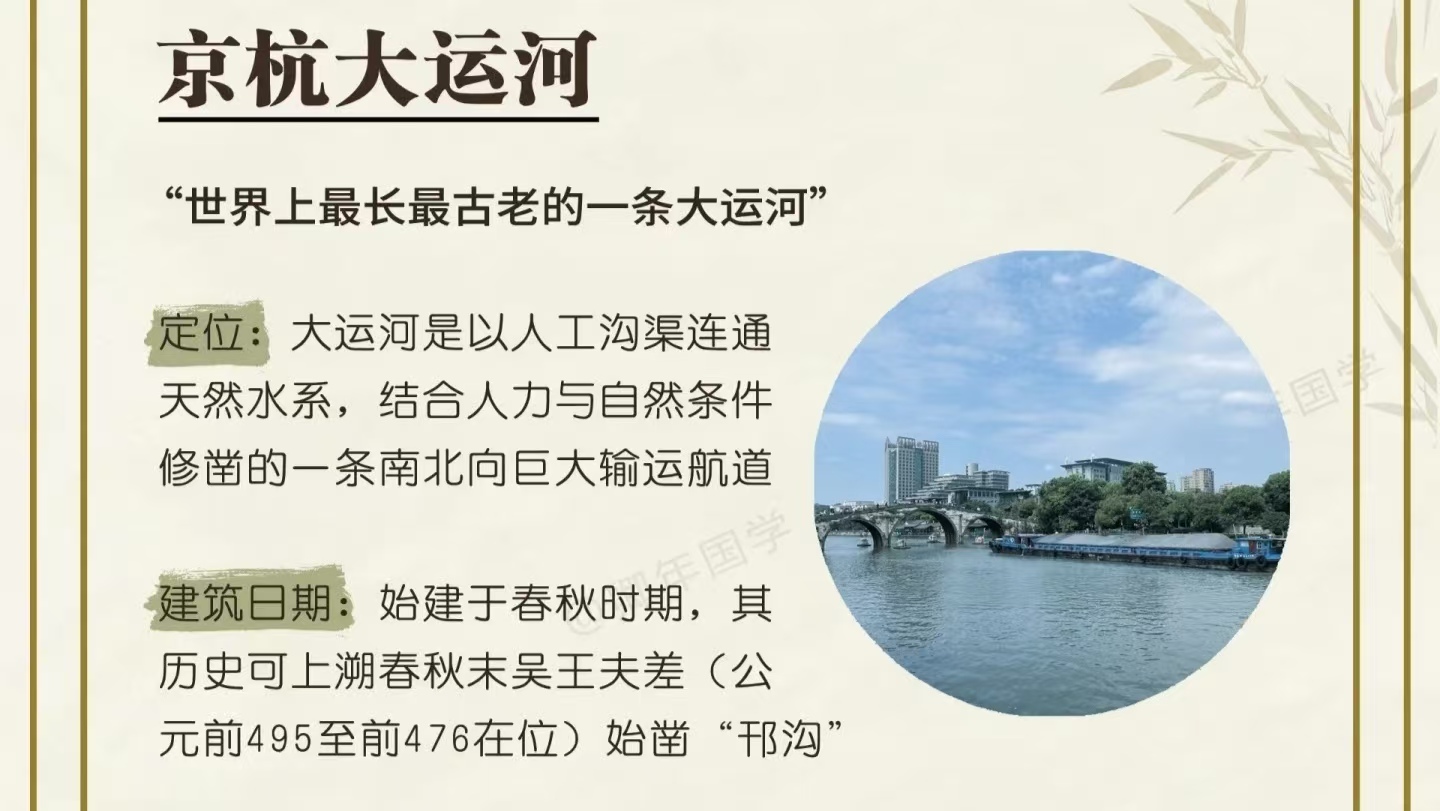 京杭大运河
“世界上最长最古老的一条大运河”
定位：大运河是以人工沟渠连通
天然水系，结合人力与自然条件
修凿的一条南北向巨大输运航道
建筑日期：始建于春秋时期，其
历史可上溯春秋末吴王夫差（公
元前495至前476在位）始凿“邗沟”
年国学
年国学